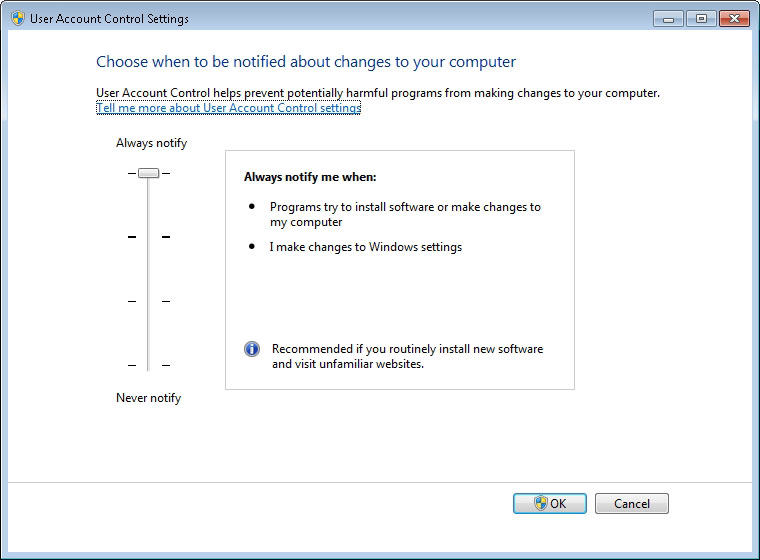 User Account Control Settings
Choose when to be notified about changes to your computer
User Account Control helps prevent potentially harmful programs from making changes to your computer.
Tell me more about User Account Control settings
Always notify
Always notify me when:
Programs try to install software or make changes to
my computer
I make changes to Windows settings
Recommended if you routinely install new software
and visit unfamiliar websites.
Never notify
OK
Cancel